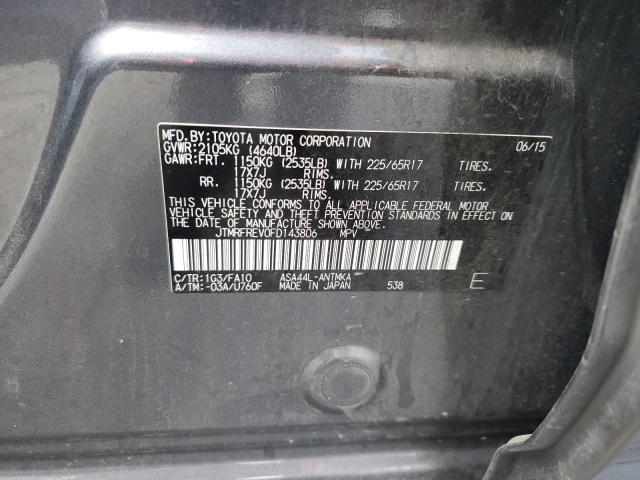 MFD.BY:TOYOTA MOTOR CORPORATION 06/15
GVWR:2105KG (4640LB)
GAWR:FRT. 1150KG (2535LB) WITH 225/65R17 TIRES.
17X7J RIMS.
RR. 1150KG (2535LB) WITH 225/65R17 TIRES.
17X7J RIMS.
THIS VEHICLE CONFORMS TO ALL APPLICABLE FEDERAL MOTOR
VEHICLE SAFETY AND THEFT PREVENTION STANDARDS IN EFFECT ON
THE DATE OF MANUFACTURE SHOWN ABOVE.
JTMRFREV0FD143806 MPV
C/TR:1G3/FA10 ASA44L-ANTMKA
A/TM:-03A/U760F MADE IN JAPAN 538 E